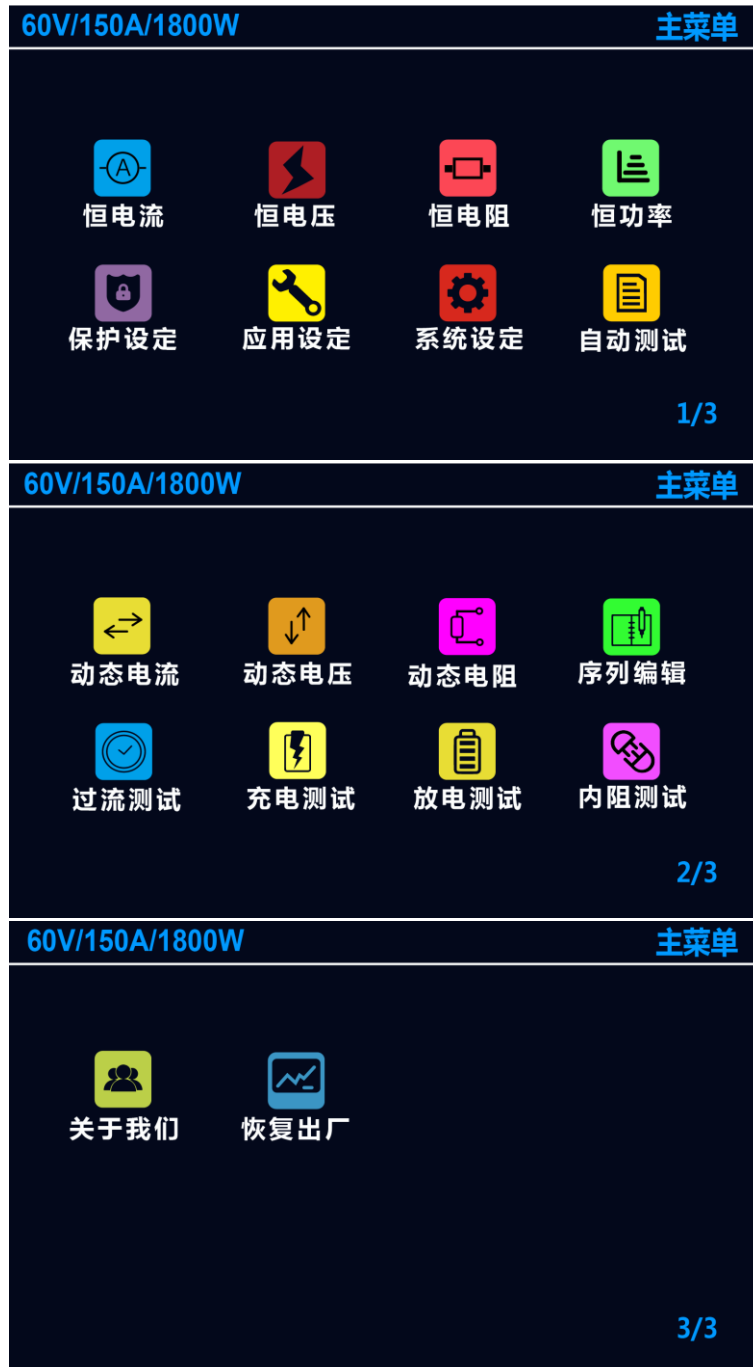 60V/150A/1800W 主菜单
恒电流 恒电压 恒电阻 恒功率
保护设定 应用设定 系统设定 自动测试
1/3
60V/150A/1800W 主菜单
动态电流 动态电压 动态电阻 序列编辑
过流测试 充电测试 放电测试 内阻测试
2/3
60V/150A/1800W 主菜单
关于我们 恢复出厂
3/3